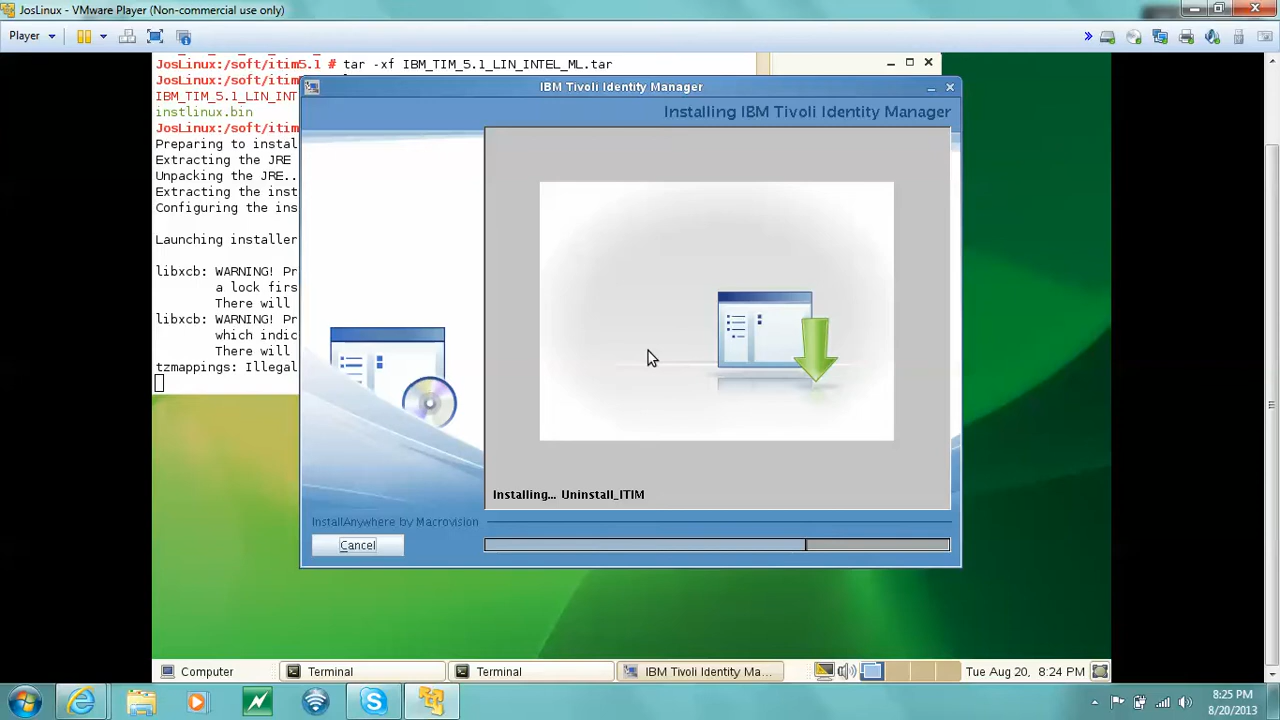 JosLinux - VMware Player (Non-commercial use only)
Player
JosLinux:/soft/itim5.1 # tar -xf IBM_TIM_5.1_LIN_INTEL_ML.tar
JosLinux:/soft/itim
IBM_TIM_5.1_LIN_INT
instlinux.bin
JosLinux:/soft/itim
Preparing to instal
Extracting the JRE
Unpacking the JRE..
Extracting the inst
Configuring the ins
Launching installer
libxcb: WARNING! Pr
a lock firs
There will
libxcb: WARNING! Pr
which indic
There will
tzmappings: Illegal
IBM Tivoli Identity Manager
Installing IBM Tivoli Identity Manager
Installing... Uninstall_ITIM
InstallAnywhere by Macrovision
Cancel
Computer
Terminal
Terminal
IBM Tivoli Identity Ma...
Tue Aug 20, 8:24 PM
8:25 PM
8/20/2013